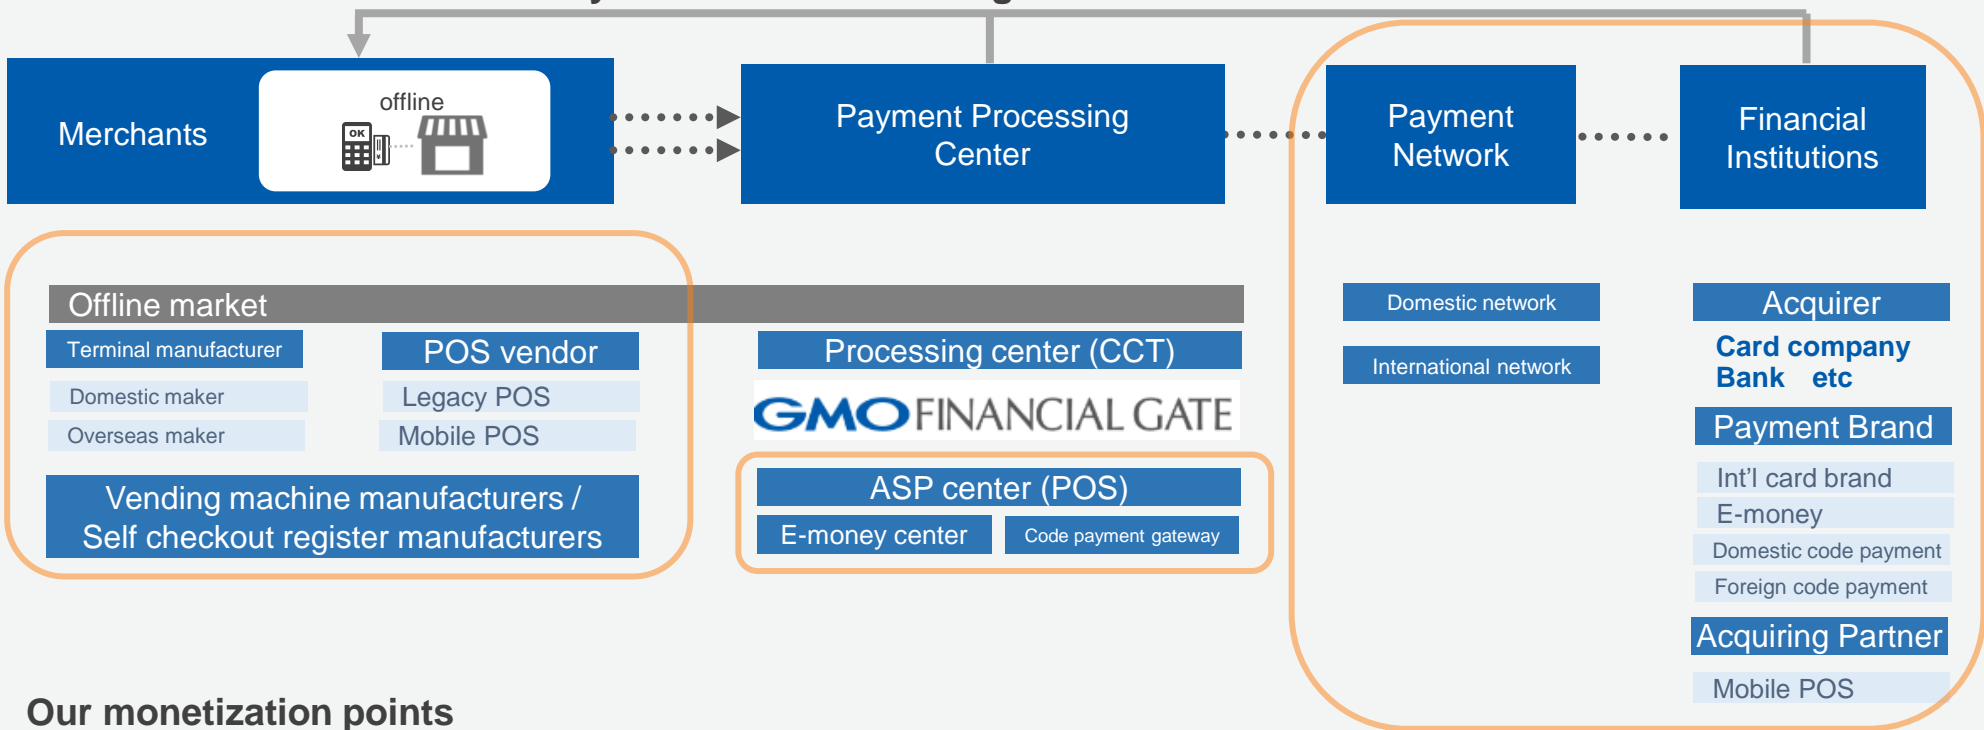 offline
OK
Merchants
Payment Processing
Center
Payment
Network
Financial
Institutions
Offline market
Terminal manufacturer
Domestic maker
Overseas maker
POS vendor
Legacy POS
Mobile POS
Vending machine manufacturers /
Self checkout register manufacturers
Processing center (CCT)
GMO FINANCIAL GATE
ASP center (POS)
E-money center
Code payment gateway
Domestic network
International network
Acquirer
Card company
Bank etc
Payment Brand
Int'l card brand
E-money
Domestic code payment
Foreign code payment
Acquiring Partner
Mobile POS
Our monetization points